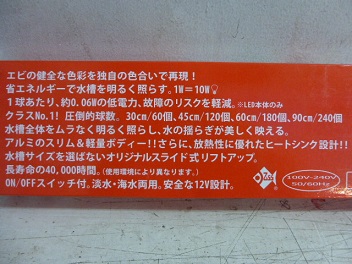 エビの健全な色彩を独自の色合いで再現！
省エネルギーで水槽を明るく照らす。1W=10W
1球あたり、約0.06Wの低電力、故障のリスクを軽減。※LED本体のみ
クラスNo.1! 圧倒的球数。 30cm/60個、45cm/120個、60cm/180個、90cm/240個
水槽全体をムラなく明るく照らし、水の揺らぎが美しく映える。
アルミのスリム＆軽量ボディー!!さらに、放熱性に優れたヒートシンク設計!!
水槽サイズを選ばないオリジナルスライド式リフトアップ。
長寿命の40,000時間。(使用環境により異なります。)
ON/OFFスイッチ付。淡水・海水両用。安全な12V設計。
100V-240V
50/60Hz